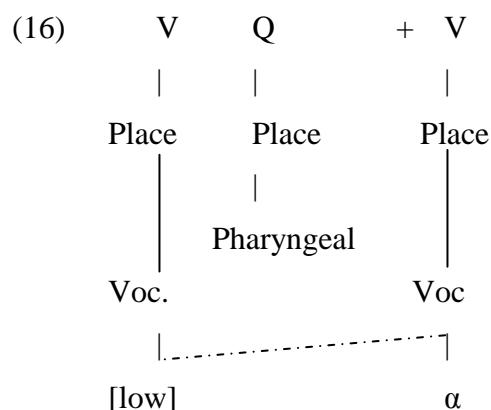 (16) V Q + V
Place Place Place
Pharyngeal
Voc. Voc
[low] α